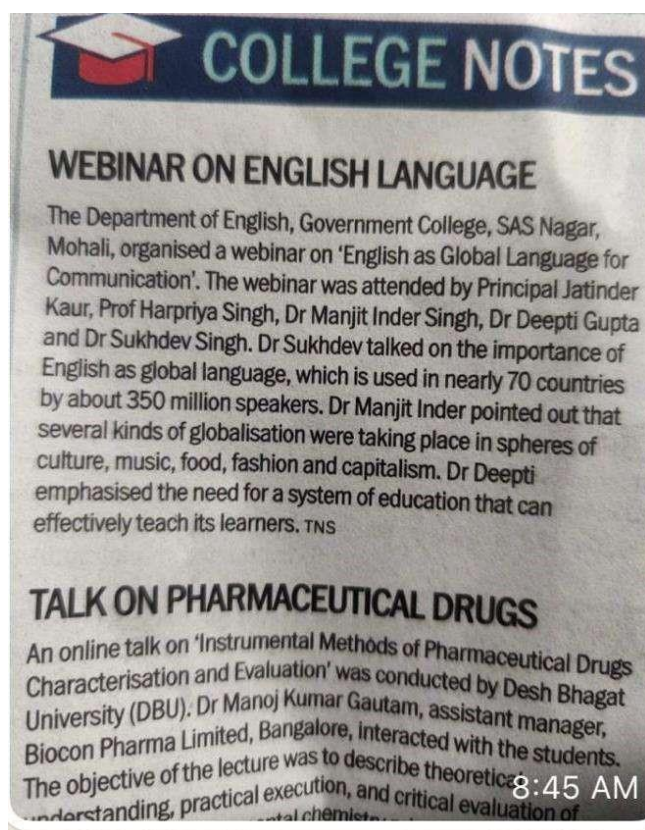 COLLEGE NOTES
WEBINAR ON ENGLISH LANGUAGE
The Department of English, Government College, SAS Nagar,
Mohali, organised a webinar on ‘English as Global Language for
Communication’. The webinar was attended by Principal Jatinder
Kaur, Prof Harpriya Singh, Dr Manjit Inder Singh, Dr Deepti Gupta
and Dr Sukhdev Singh. Dr Sukhdev talked on the importance of
English as global language, which is used in nearly 70 countries
by about 350 million speakers. Dr Manjit Inder pointed out that
several kinds of globalisation were taking place in spheres of
culture, music, food, fashion and capitalism. Dr Deepti
emphasised the need for a system of education that can
effectively teach its learners. TNS
TALK ON PHARMACEUTICAL DRUGS
An online talk on ‘Instrumental Methods of Pharmaceutical Drugs
Characterisation and Evaluation’ was conducted by Desh Bhagat
University (DBU). Dr Manoj Kumar Gautam, assistant manager,
Biocon Pharma Limited, Bangalore, interacted with the students.
The objective of the lecture was to describe theoretical
8:45 AM
understanding, practical execution, and critical evaluation of